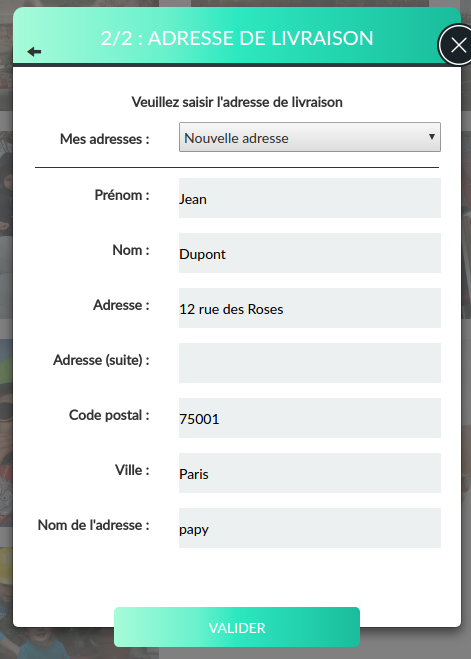 2/2 : ADRESSE DE LIVRAISON
Veuillez saisir l'adresse de livraison
Mes adresses : Nouvelle adresse
Prénom : Jean
Nom : Dupont
Adresse : 12 rue des Roses
Adresse (suite) :
Code postal : 75001
Ville : Paris
Nom de l'adresse : papy
VALIDER